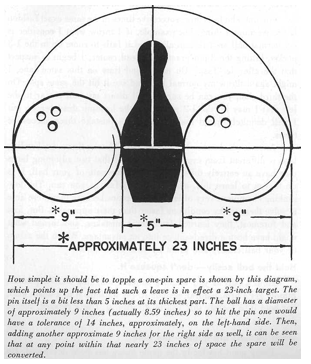 *9"
*5"
*9"
*APPROXIMATELY 23 INCHES
How simple it should be to topple a one-pin spare is shown by this diagram,
which points up the fact that such a leave is in effect a 23-inch target. The
pin itself is a bit less than 5 inches at its thickest part. The ball has a diameter
of approximately 9 inches (actually 8.59 inches) so to hit the pin one would
have a tolerance of 14 inches, approximately, on the left-hand side. Then,
adding another approximate 9 inches for the right side as well, it can be seen
that at any point within that nearly 23 inches of space the spare will be
converted.